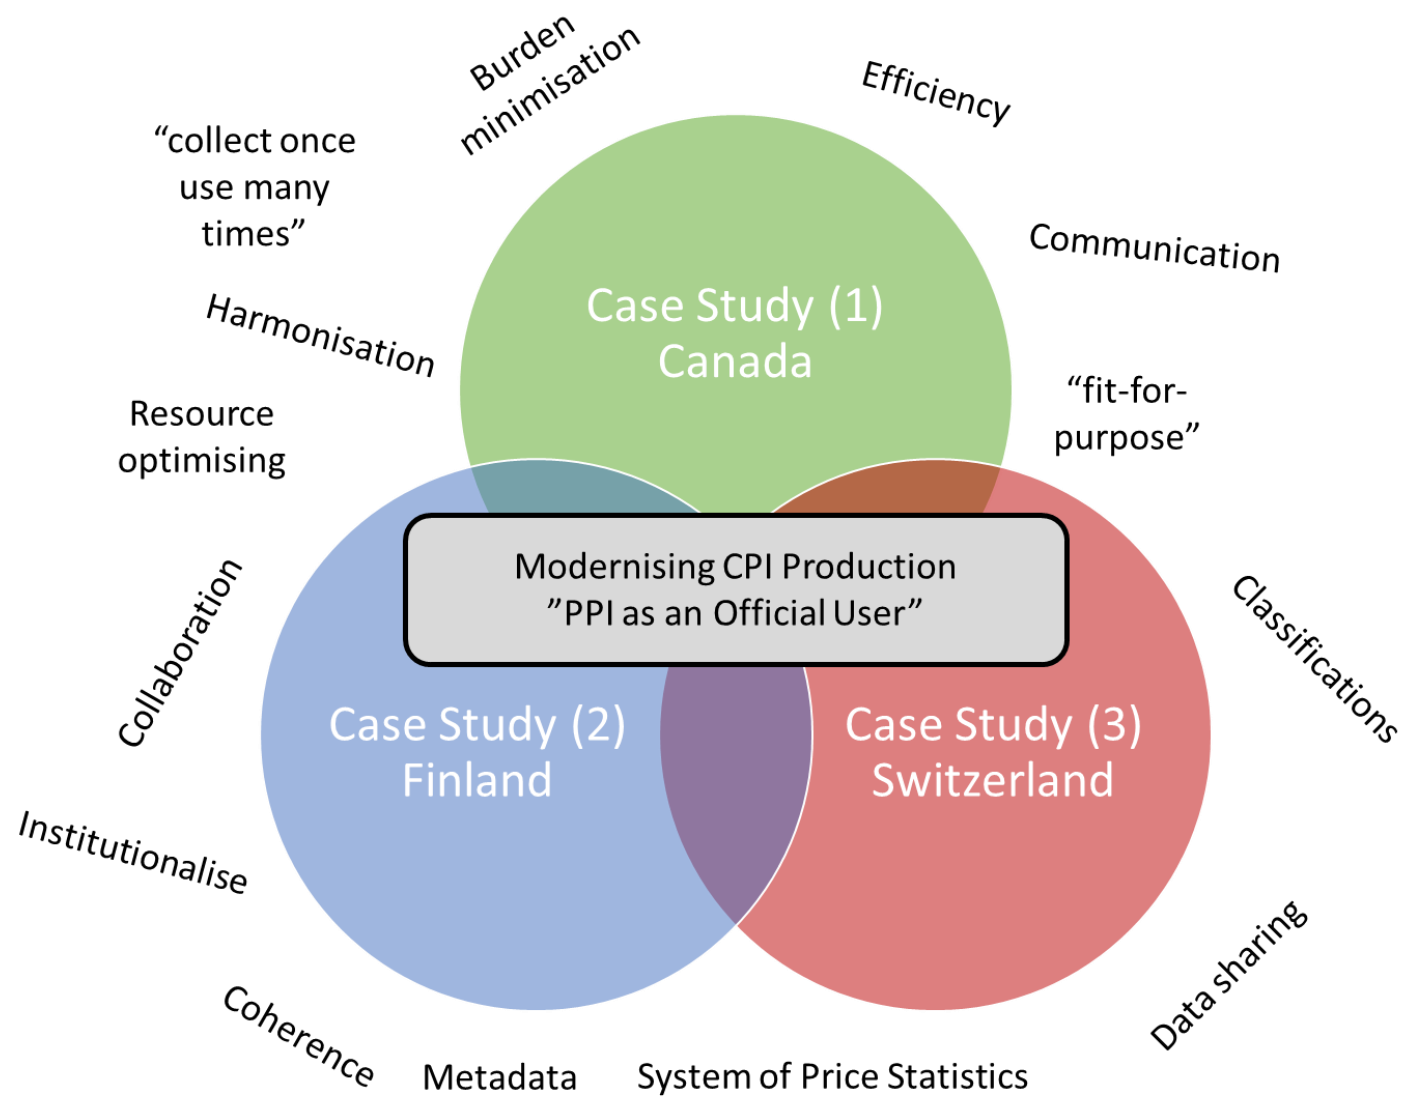 Burden
minimisation
Efficiency
“collect once
use many
times”
Communication
Harmonisation
Case Study (1)
Canada
Resource
optimising
“fit-for-
purpose”
Modernising CPI Production
”PPI as an Official User”
Collaboration
Classifications
Case Study (2)
Finland
Case Study (3)
Switzerland
Institutionalise
Data sharing
Coherence
Metadata
System of Price Statistics